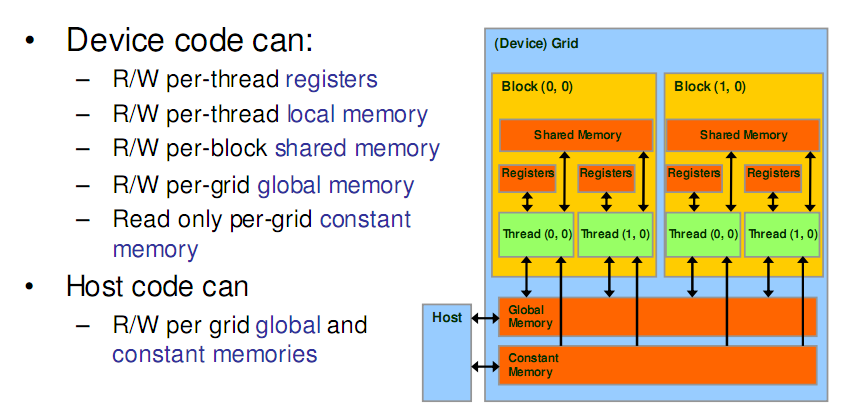 • Device code can:
– R/W per-thread registers
– R/W per-thread local memory
– R/W per-block shared memory
– R/W per-grid global memory
– Read only per-grid constant
memory
• Host code can
– R/W per grid global and
constant memories
(Device) Grid
Block (0, 0)
Shared Memory
Registers
Registers
Thread (0, 0)
Thread (1, 0)
Block (1, 0)
Shared Memory
Registers
Registers
Thread (0, 0)
Thread (1, 0)
Host
Global
Memory
Constant
Memory